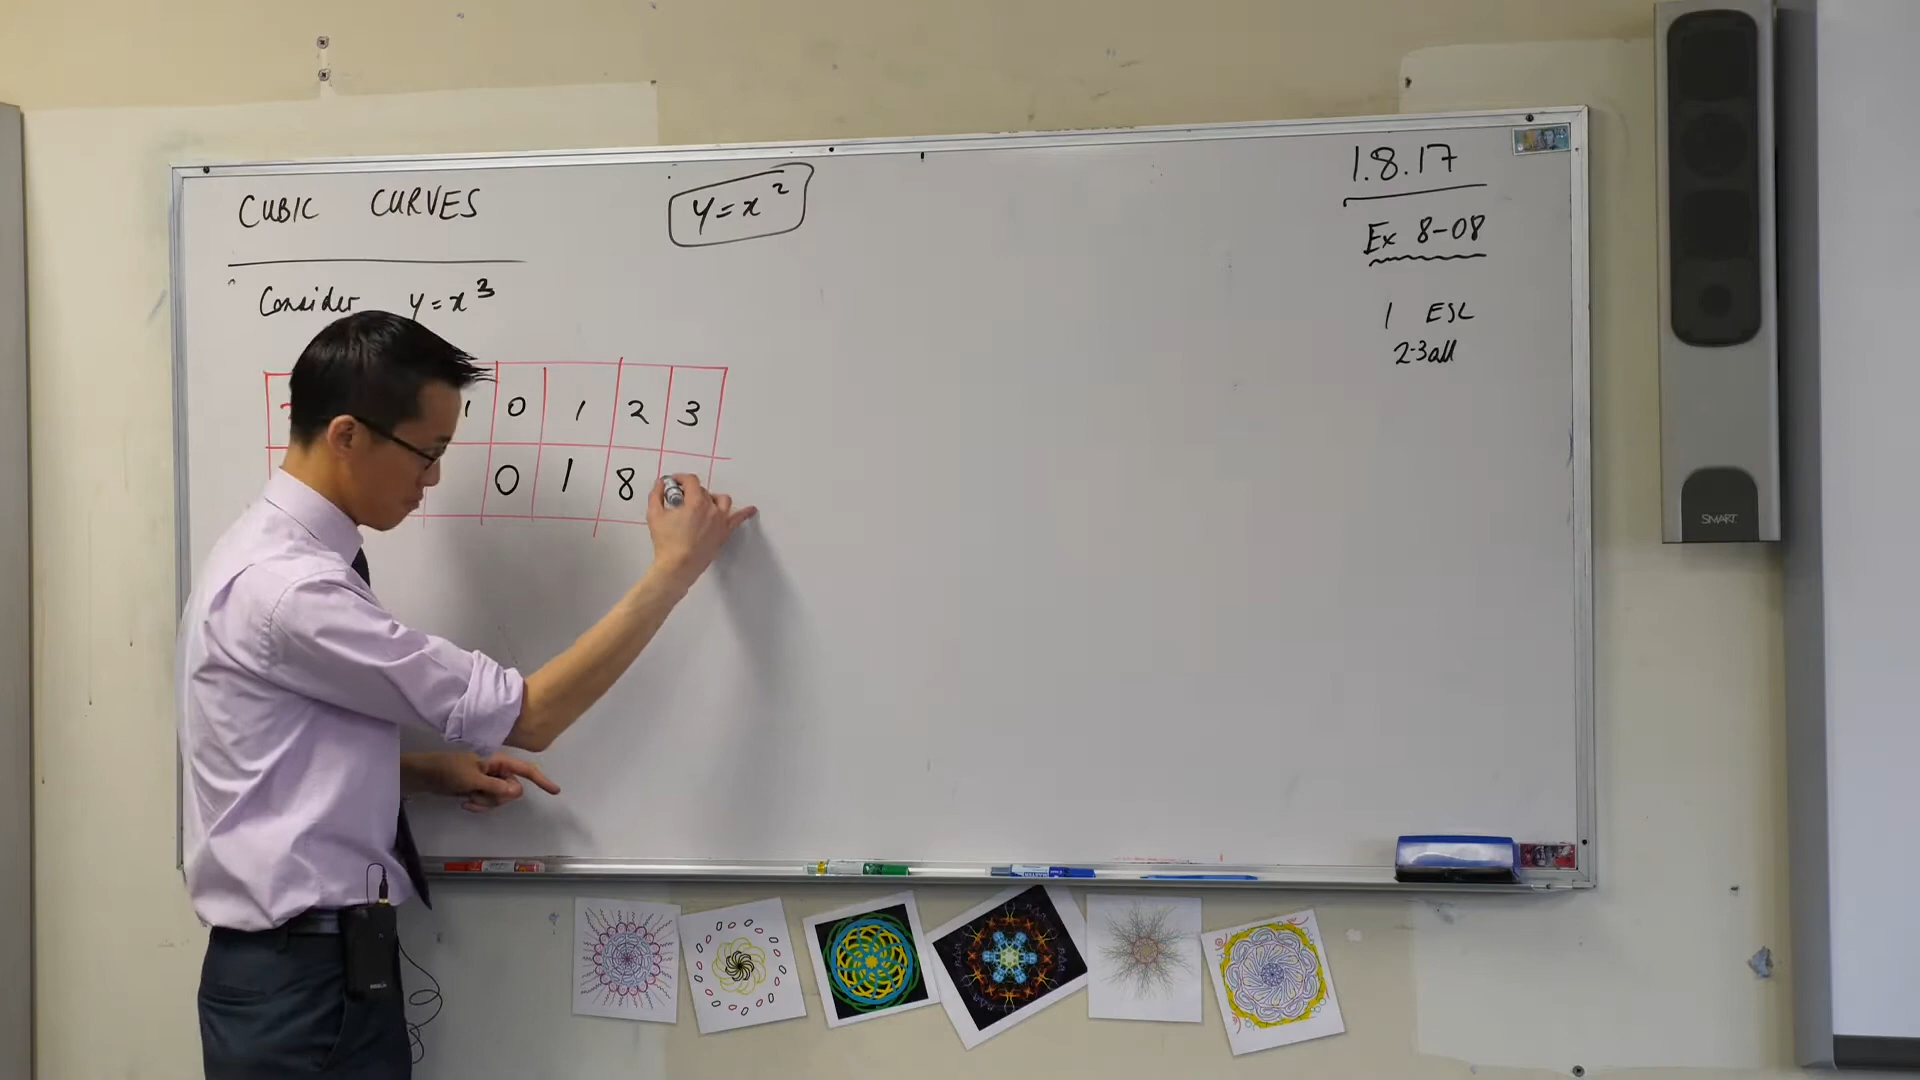 CUBIC CURVES
y = x²
Consider y = x³
1 0 1 2 3
0 1 8
1.8.17
Ex 8-08
1 ESL
2-3 all
SMART